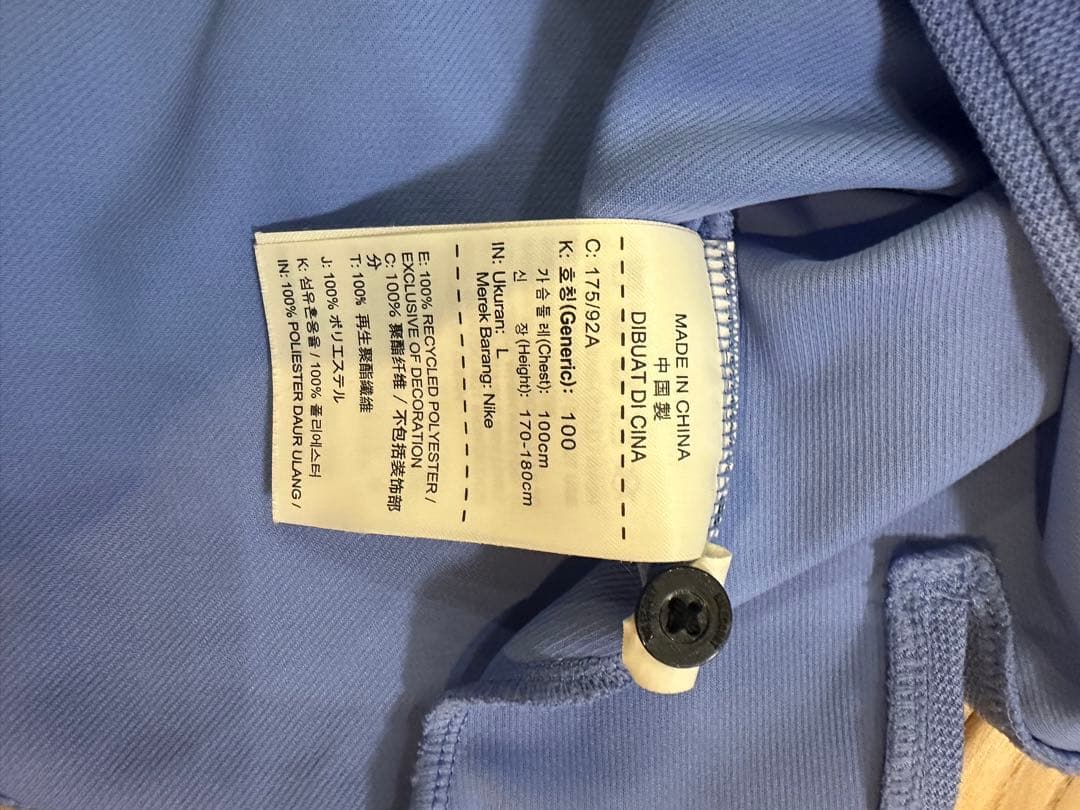 MADE IN CHINA
中国製
DIBUAT DI CINA
C: 175/92A
K: 호칭(Generic): 100
가슴둘레(Chest): 100cm
신 장(Height): 170-180cm
IN: Ukuran: L
Merek Barang: Nike
E: 100% RECYCLED POLYESTER /
EXCLUSIVE OF DECORATION
C: 100% 聚酯纤维 / 不包括装饰部
分
T: 100% 再生聚酯纖維
J: 100% ポリエステル
K: 섬유혼용율 / 100% 폴리에스터
IN: 100% POLIESTER DAUR ULANG /